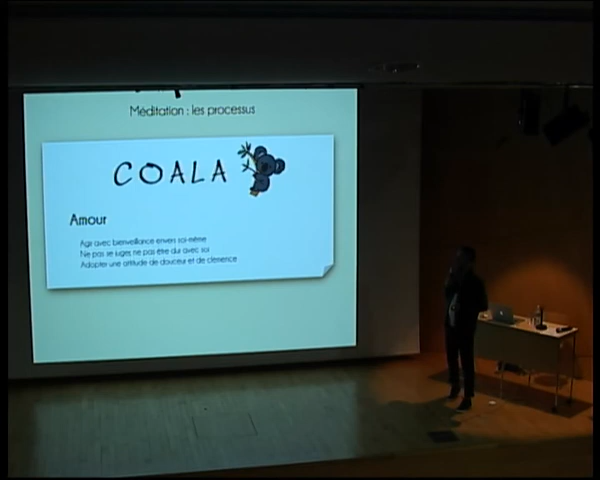 Méditation : les processus
COALA
Amour
Agir avec bienveillance envers soi-même
Ne pas se juger, ne pas être dur avec soi
Adopter une attitude de douceur et de clémence